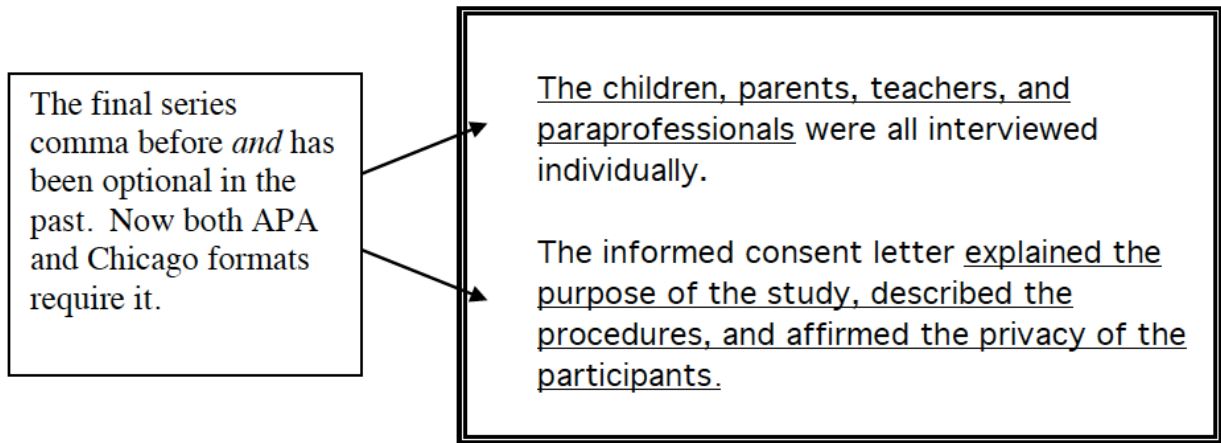 The final series
comma before and has
been optional in the
past.  Now both APA
and Chicago formats
require it.
The children, parents, teachers, and
paraprofessionals were all interviewed
individually.
The informed consent letter explained the
purpose of the study, described the
procedures, and affirmed the privacy of the
participants.